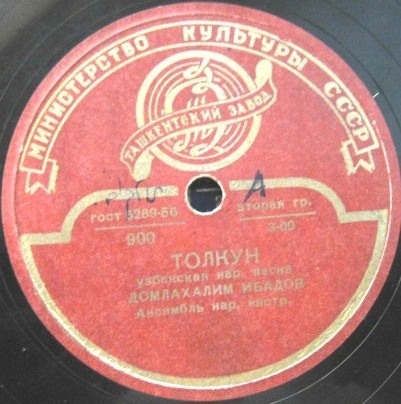 МИНИСТЕРСТВО КУЛЬТУРЫ СССР
ТАШКЕНТСКИЙ ЗАВОД
А
ГОСТ 5289-56
Вторая гр.
900
3-00
ТОЛКУН
узбекская нар. песня
ДОМЛАХАЛИМ ИБАДОВ
Ансамбль нар. инстр.